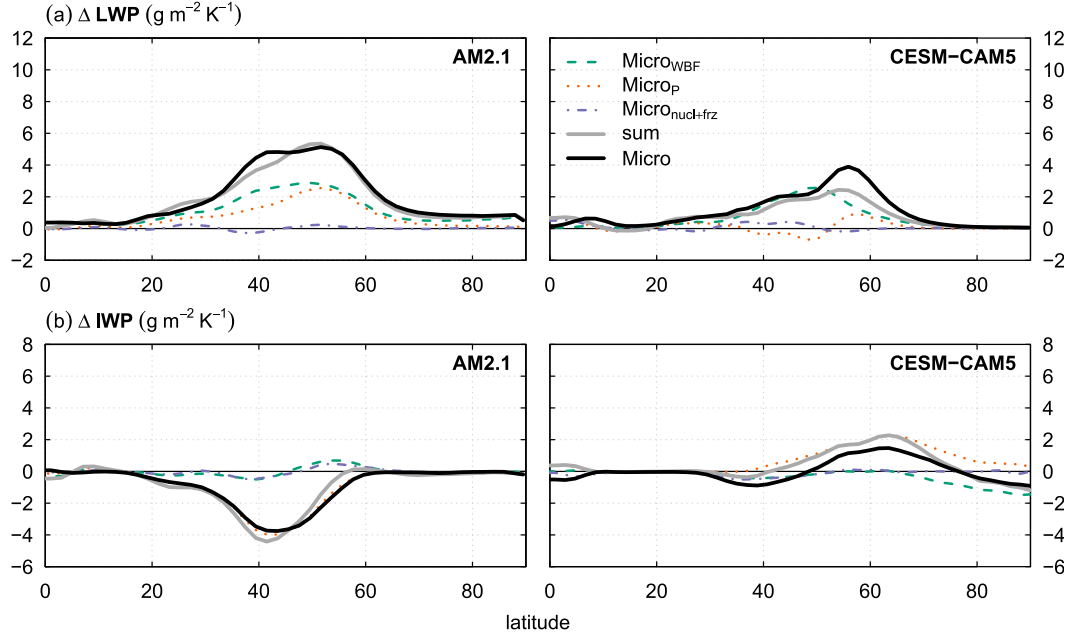 (a) Δ LWP (g m⁻² K⁻¹)
AM2.1
12
10
8
6
4
2
0
−2
0 20 40 60 80
CESM−CAM5
Micro_WBF
Micro_P
Micro_nucl+frz
sum
Micro
12
10
8
6
4
2
0
−2
0 20 40 60 80
(b) Δ IWP (g m⁻² K⁻¹)
AM2.1
8
6
4
2
0
−2
−4
−6
0 20 40 60 80
CESM−CAM5
8
6
4
2
0
−2
−4
−6
0 20 40 60 80
latitude